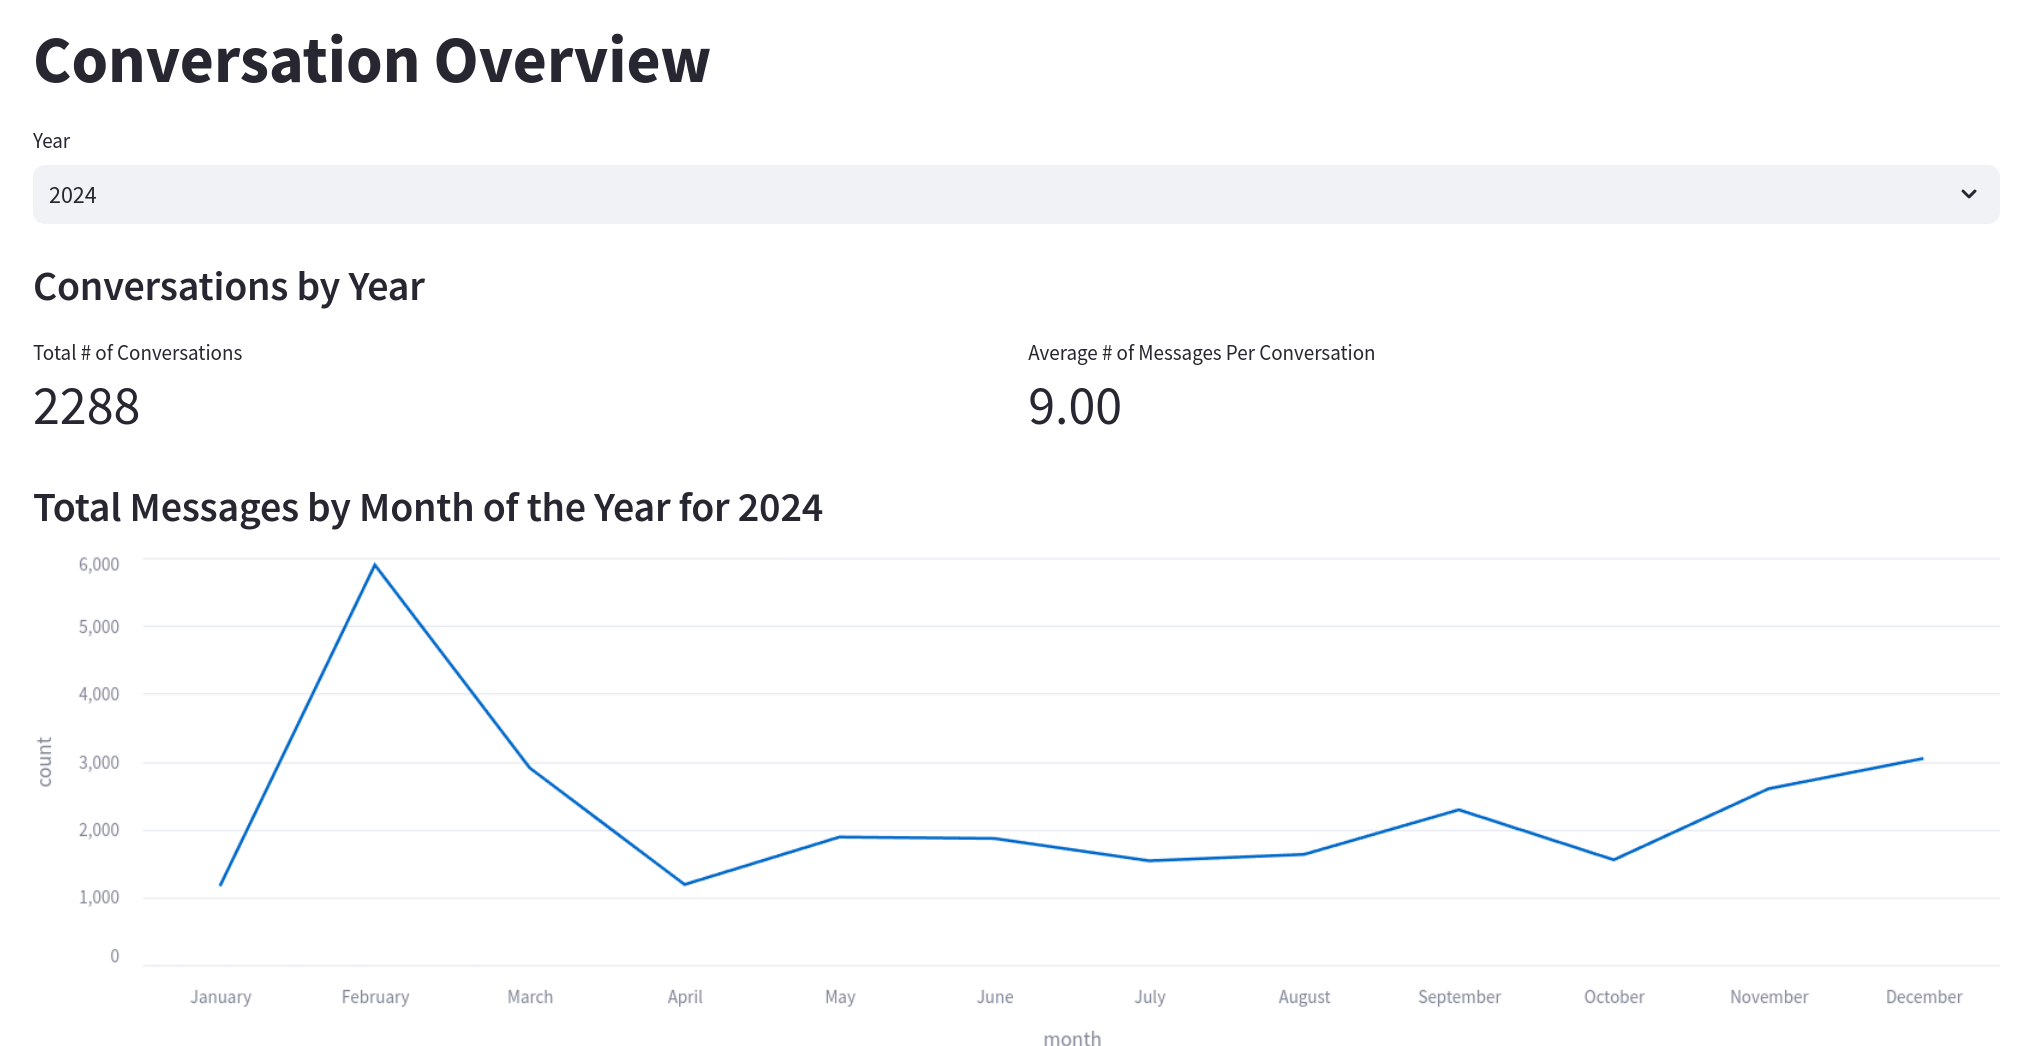 Conversation Overview
Year
2024
Conversations by Year
Total # of Conversations
Average # of Messages Per Conversation
2288
9.00
Total Messages by Month of the Year for 2024
6,000
5,000
4,000
3,000
2,000
1,000
0
count
January February March April May June July August September October November December
month